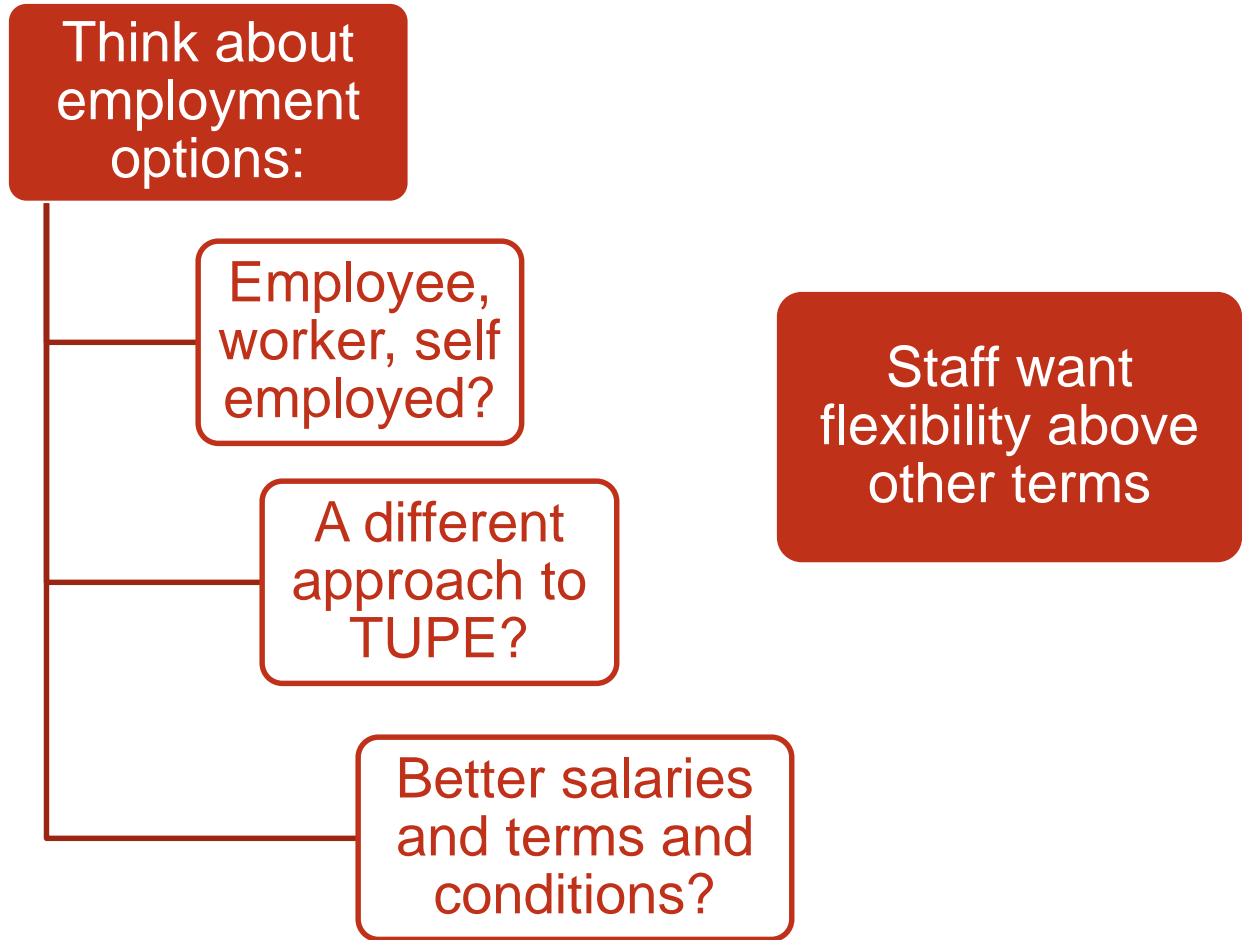 Think about
employment
options:
Employee,
worker, self
employed?
A different
approach to
TUPE?
Better salaries
and terms and
conditions?
Staff want
flexibility above
other terms